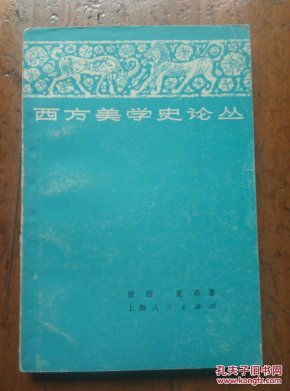 西方美学史论丛
汝信 夏森著
上海人民出版社
孔夫子旧书网